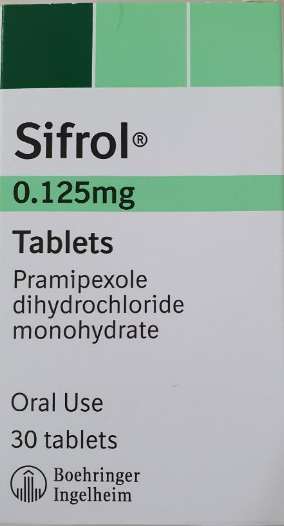 Sifrol®
0.125mg
Tablets
Pramipexole
dihydrochloride
monohydrate
Oral Use
30 tablets
Boehringer
Ingelheim